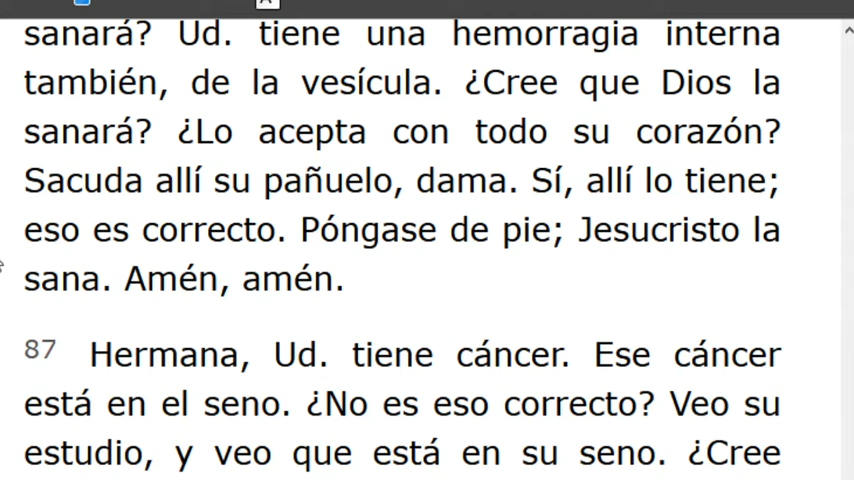 sanará? Ud. tiene una hemorragia interna
también, de la vesícula. ¿Cree que Dios la
sanará? ¿Lo acepta con todo su corazón?
Sacuda allí su pañuelo, dama. Sí, allí lo tiene;
eso es correcto. Póngase de pie; Jesucristo la
sana. Amén, amén.
87 Hermana, Ud. tiene cáncer. Ese cáncer
está en el seno. ¿No es eso correcto? Veo su
estudio, y veo que está en su seno. ¿Cree